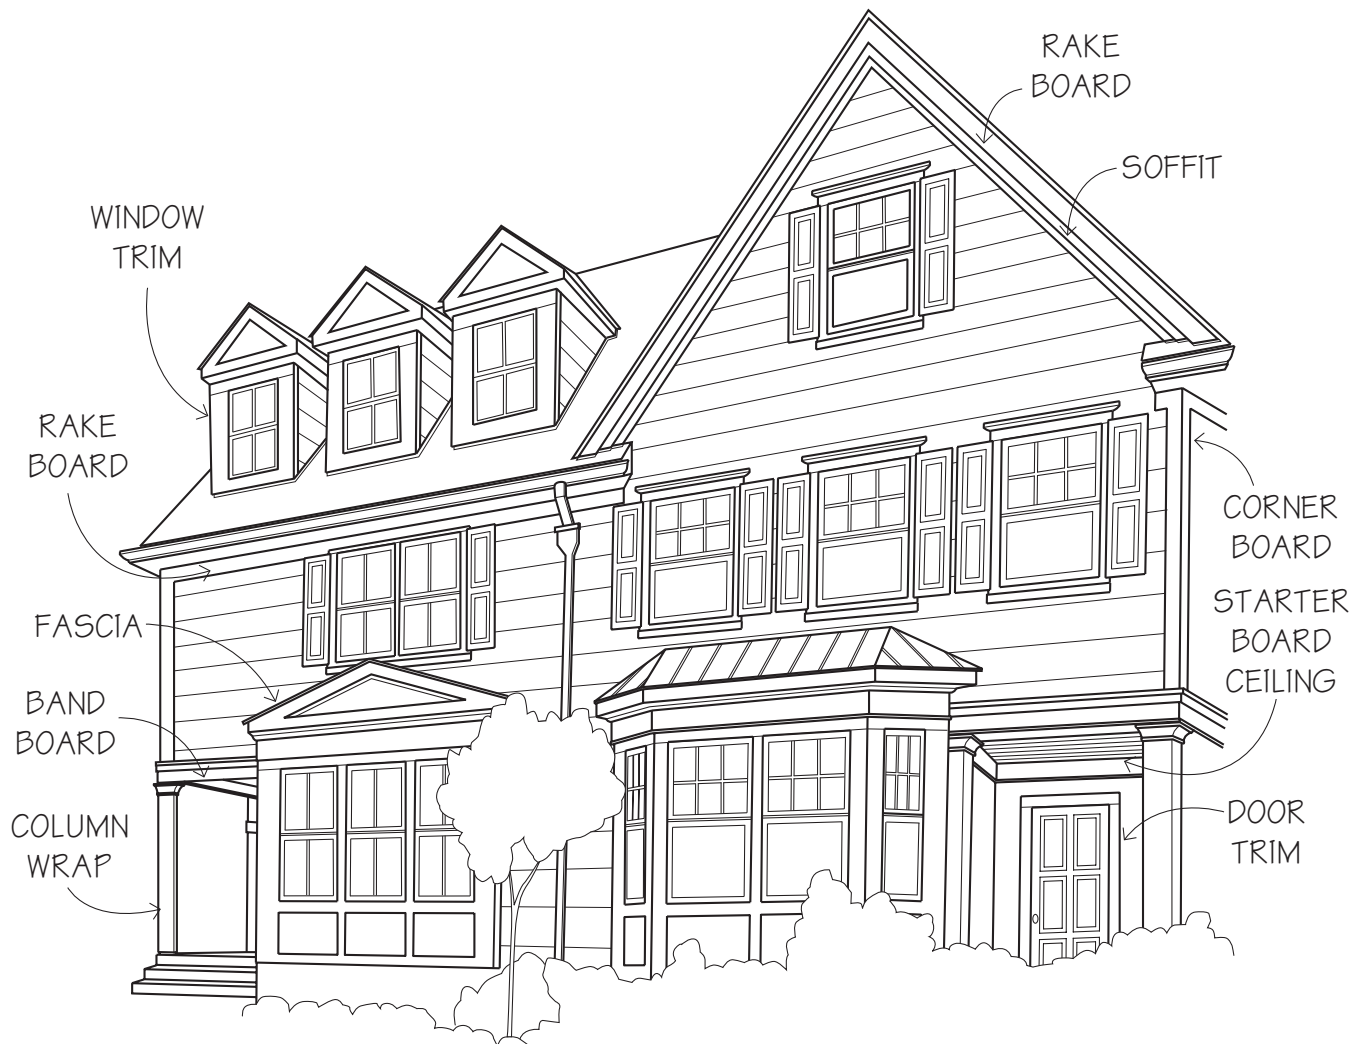 RAKE
BOARD
SOFFIT
WINDOW
TRIM
RAKE
BOARD
CORNER
BOARD
STARTER
BOARD
CEILING
FASCIA
BAND
BOARD
COLUMN
WRAP
DOOR
TRIM